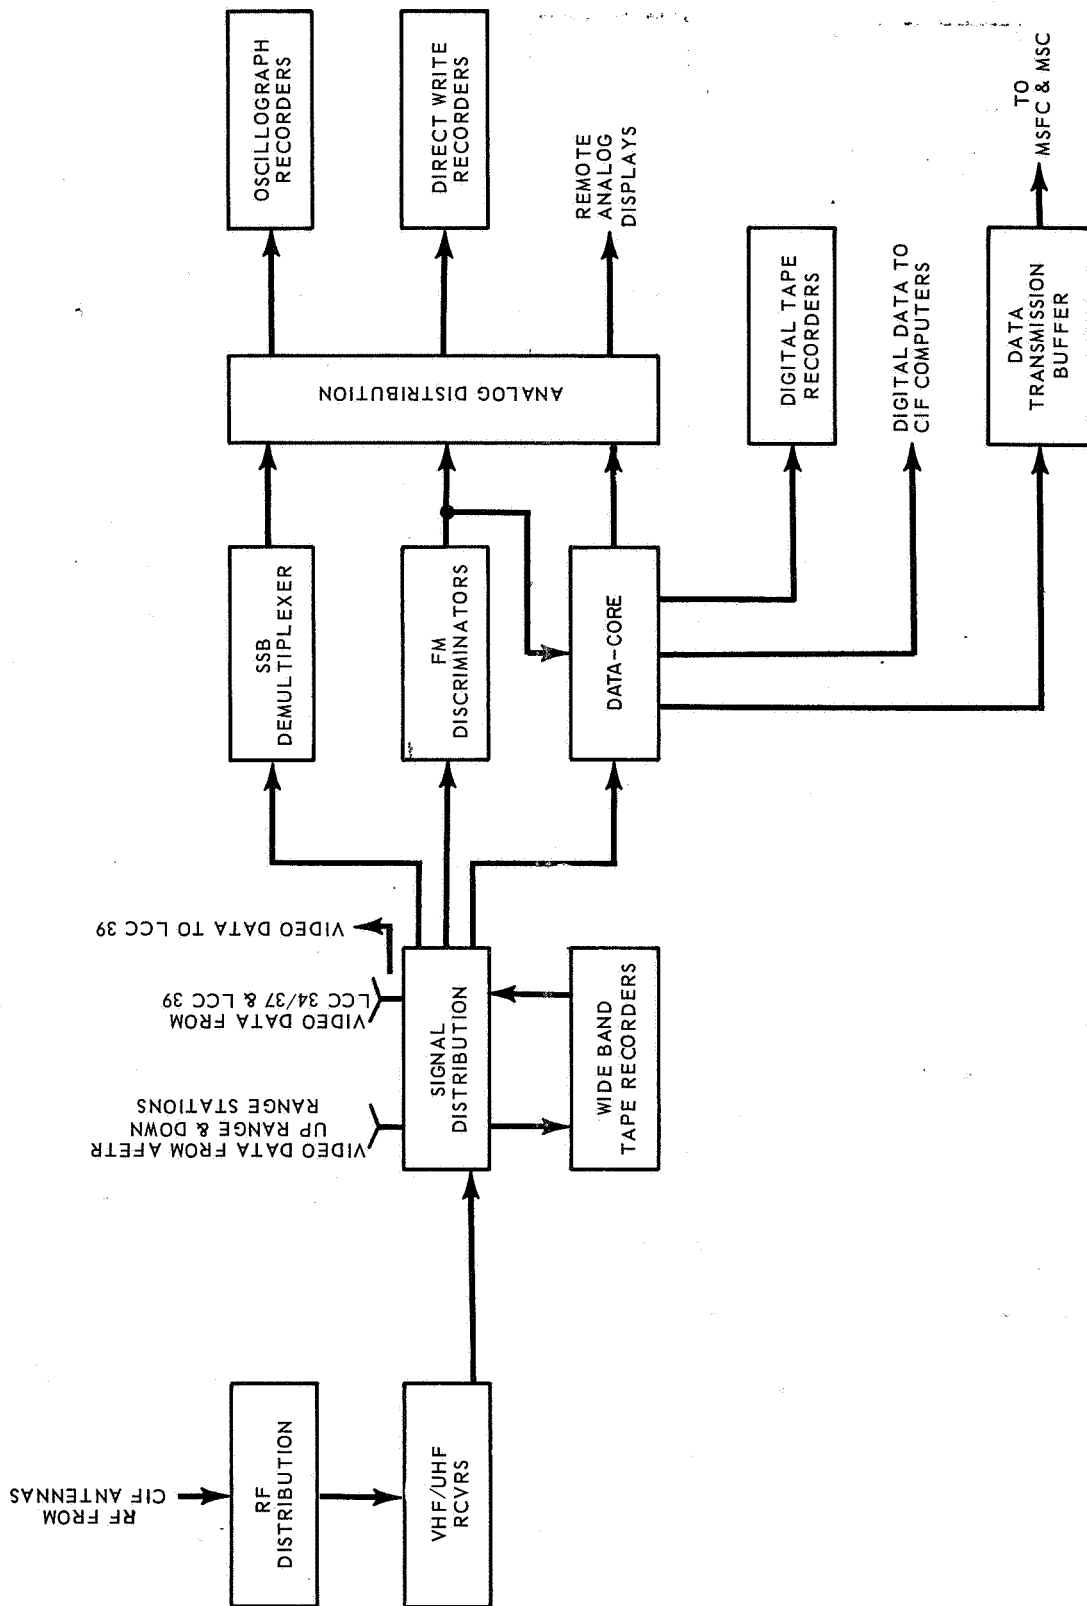 RF FROM
CIF ANTENNAS
RF
DISTRIBUTION
VHF/UHF
RCVRS
VIDEO DATA FROM AFETR
UP RANGE & DOWN
RANGE STATIONS
VIDEO DATA FROM
LCC 34/37 & LCC 39
VIDEO DATA TO LCC 39
SIGNAL
DISTRIBUTION
WIDE BAND
TAPE RECORDERS
SSB
DEMULTIPLEXER
FM
DISCRIMINATORS
DATA-CORE
ANALOG DISTRIBUTION
OSCILLOGRAPH
RECORDERS
DIRECT WRITE
RECORDERS
REMOTE
ANALOG
DISPLAYS
DIGITAL TAPE
RECORDERS
DIGITAL DATA TO
CIF COMPUTERS
DATA
TRANSMISSION
BUFFER
TO
MSFC & MSC